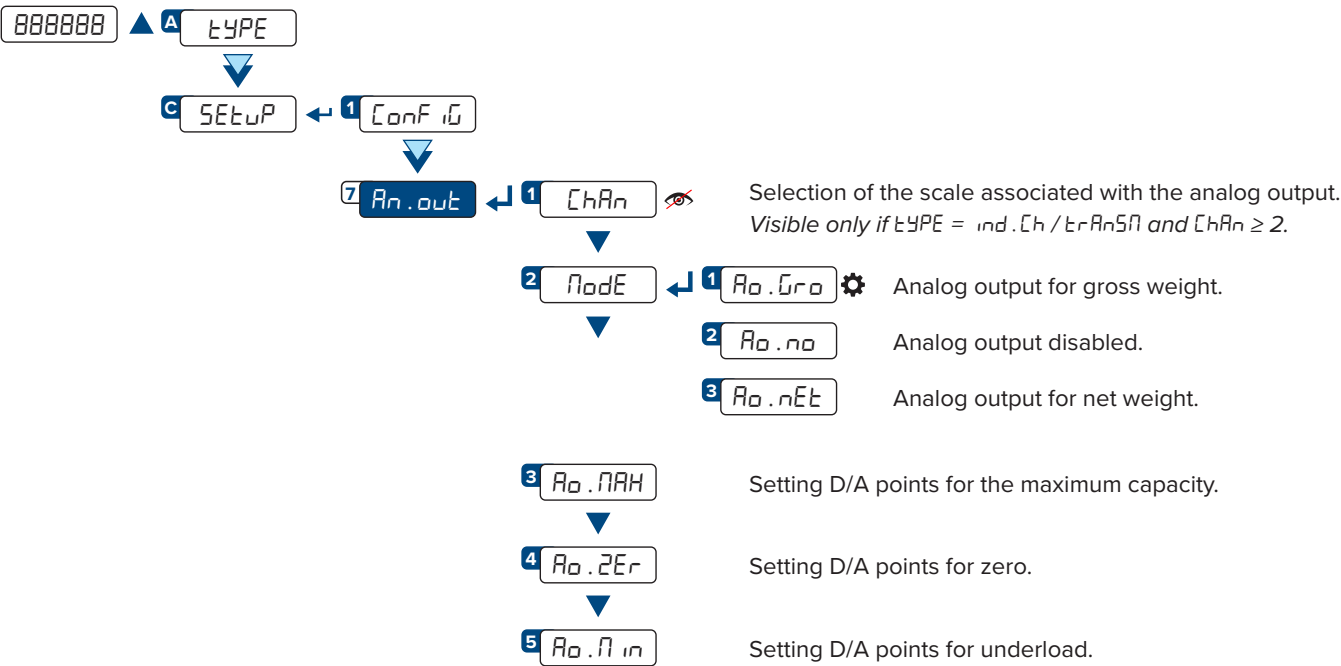 888888 A tYPE
C SEtuP 1 ConFiG
7 An.out 1 ChAn Selection of the scale associated with the analog output.
Visible only if tYPE = ind.Ch / trAnSM and ChAn ≥ 2.
2 ModE 1 Ao.Gro Analog output for gross weight.
2 Ao.no Analog output disabled.
3 Ao.nEt Analog output for net weight.
3 Ao.MAX Setting D/A points for the maximum capacity.
4 Ao.ZEr Setting D/A points for zero.
5 Ao.Min Setting D/A points for underload.